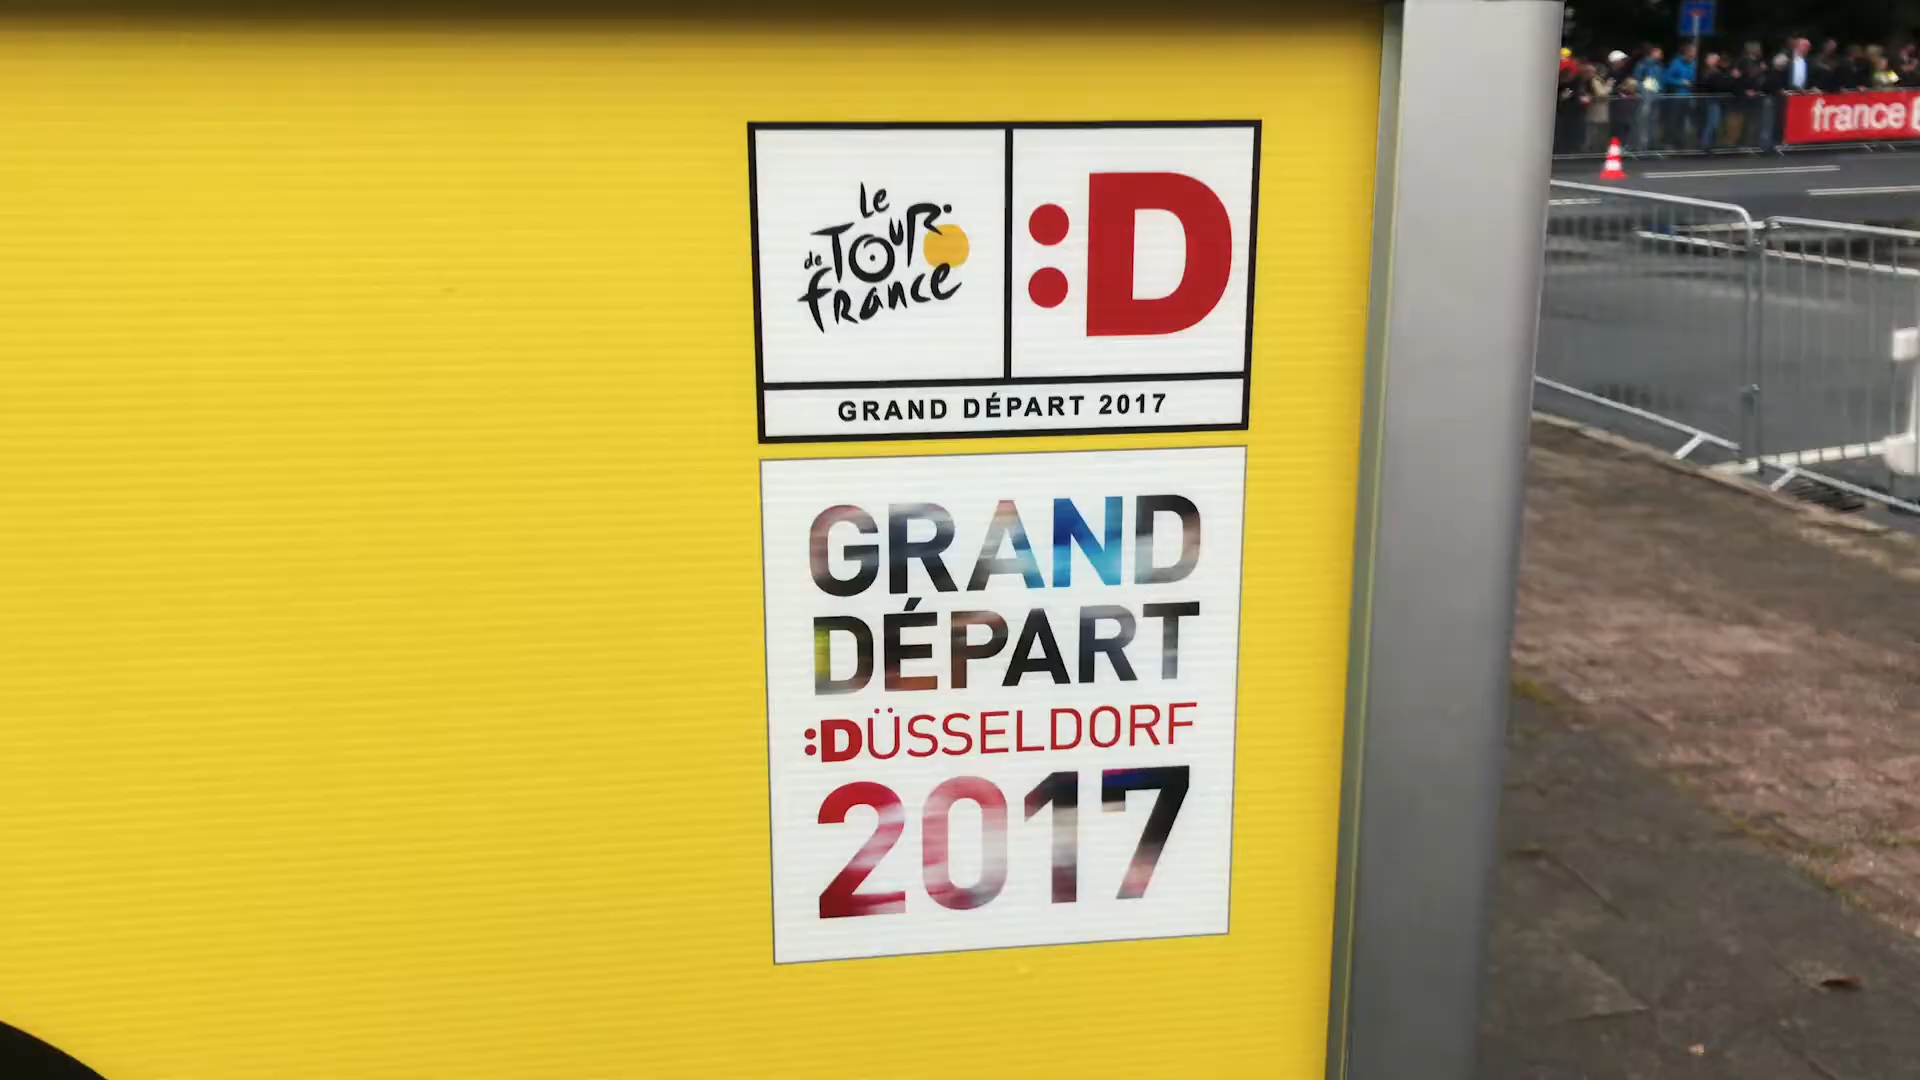 Le
TOUR
de
france
:D
GRAND DÉPART 2017
GRAND
DÉPART
:DÜSSELDORF
2017
france